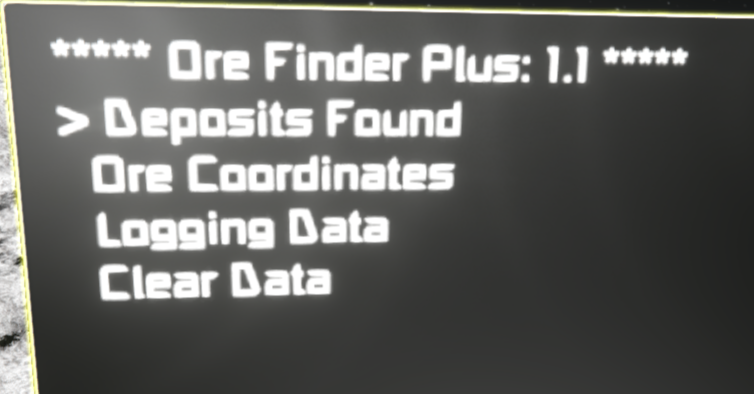 ***** Ore Finder Plus: 1.1 *****
> Deposits Found
Ore Coordinates
Logging Data
Clear Data